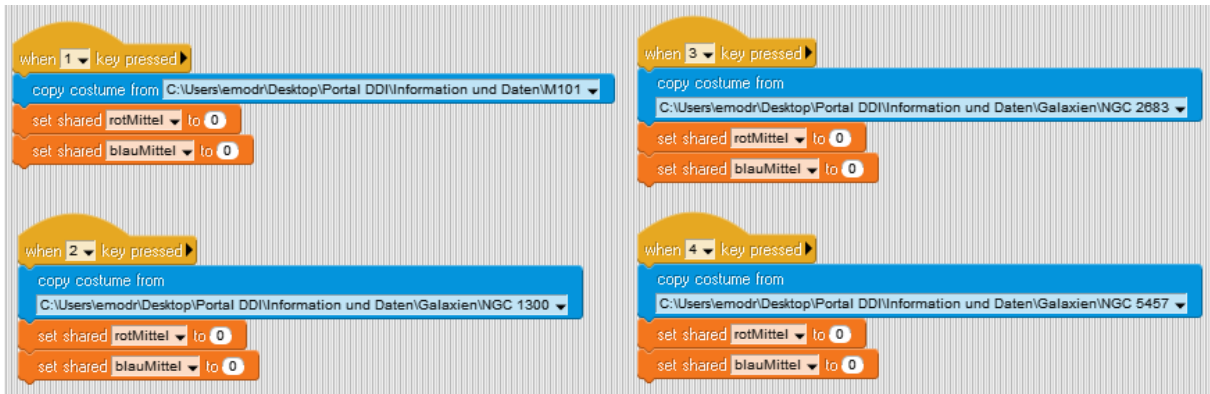 when 1 key pressed
copy costume from C:\Users\emodr\Desktop\Portal DDI\Information und Daten\M101
set shared rotMittel to 0
set shared blauMittel to 0
when 2 key pressed
copy costume from
C:\Users\emodr\Desktop\Portal DDI\Information und Daten\Galaxien\NGC 1300
set shared rotMittel to 0
set shared blauMittel to 0
when 3 key pressed
copy costume from
C:\Users\emodr\Desktop\Portal DDI\Information und Daten\Galaxien\NGC 2683
set shared rotMittel to 0
set shared blauMittel to 0
when 4 key pressed
copy costume from
C:\Users\emodr\Desktop\Portal DDI\Information und Daten\Galaxien\NGC 5457
set shared rotMittel to 0
set shared blauMittel to 0